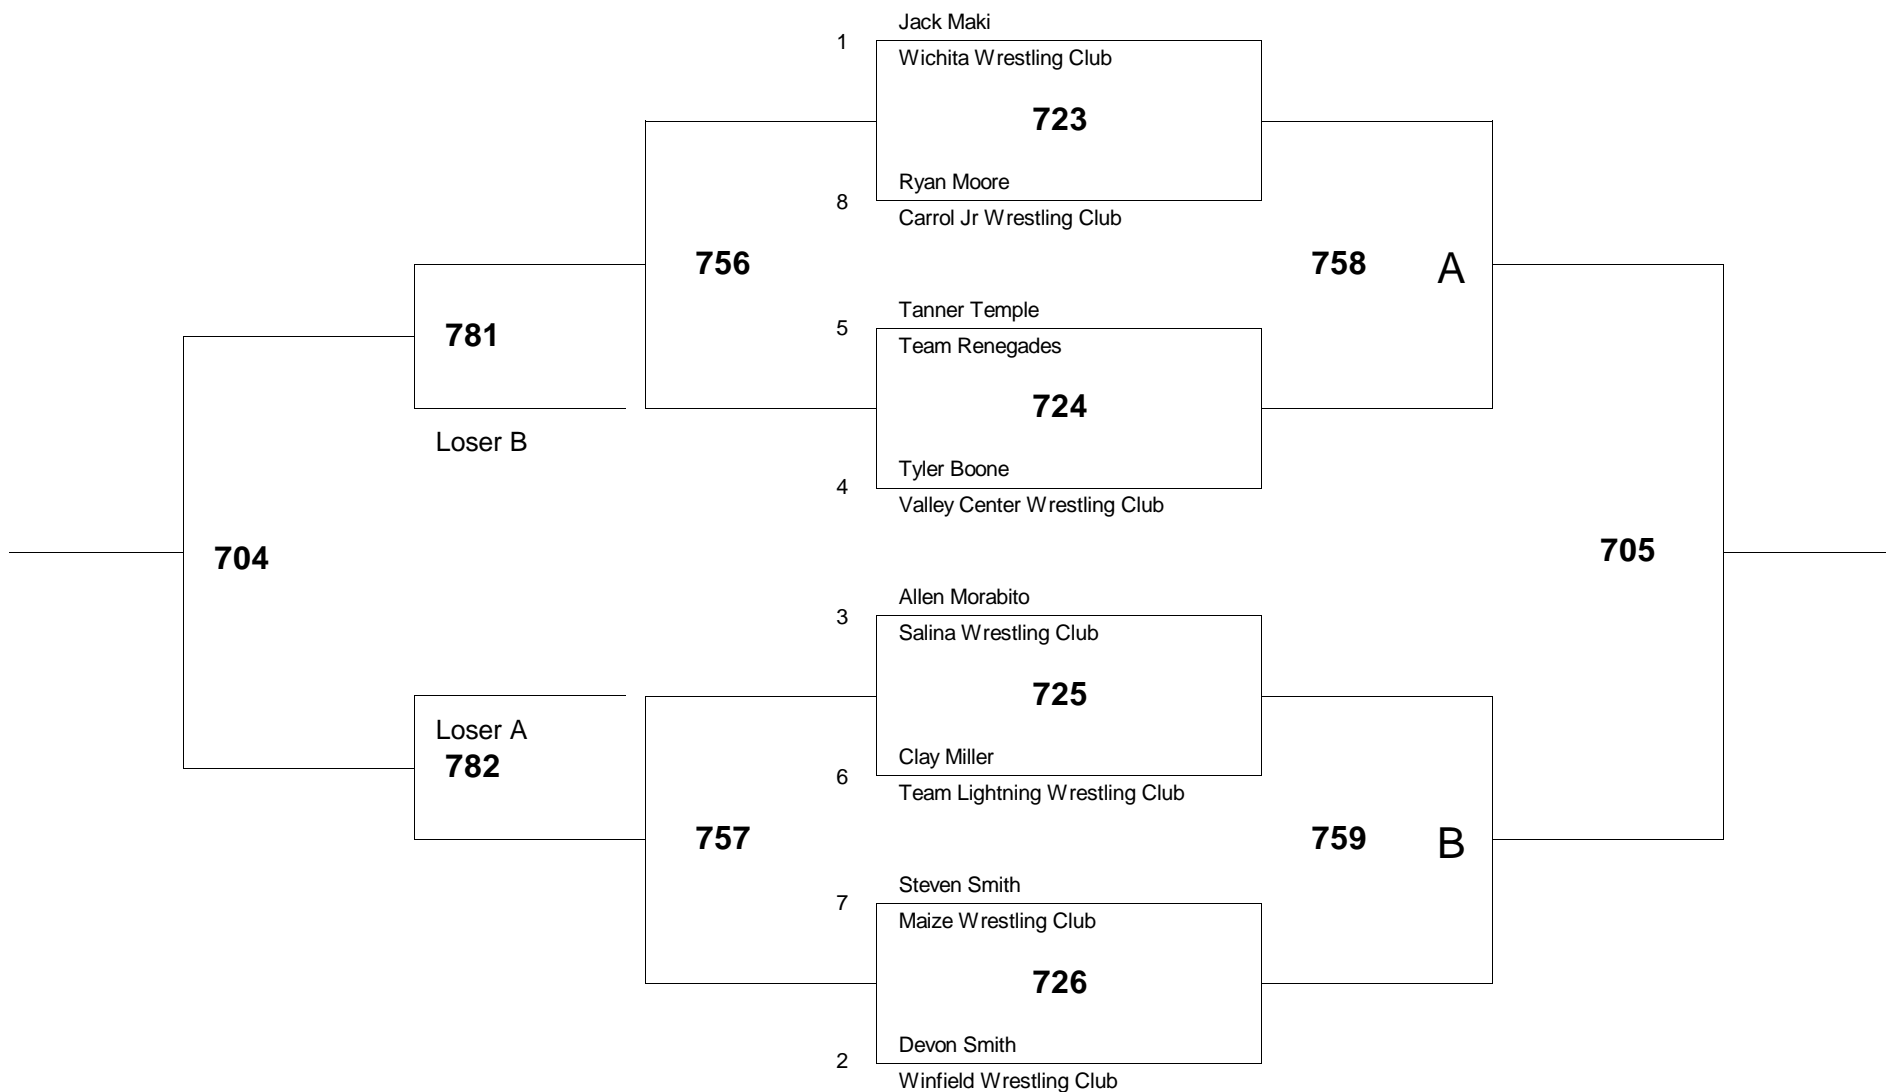 Jack Maki
1
Wichita Wrestling Club
723
Ryan Moore
8
Carrol Jr Wrestling Club
756
758
A
Tanner Temple
5
Team Renegades
781
724
Loser B
Tyler Boone
4
Valley Center Wrestling Club
704
705
Allen Morabito
3
Salina Wrestling Club
725
Loser A
782
Clay Miller
6
Team Lightning Wrestling Club
757
759
B
Steven Smith
7
Maize Wrestling Club
726
Devon Smith
2
Winfield Wrestling Club